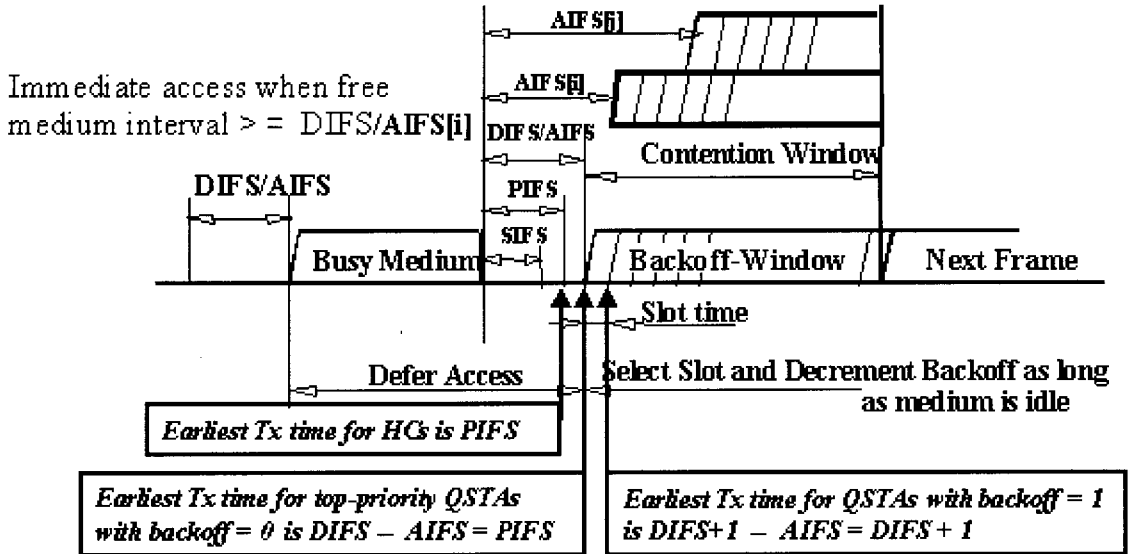 AIFS[j]
AIFS[i]
Immediate access when free
medium interval > = DIFS/AIFS[i]
DIFS/AIFS
Contention Window
DIFS/AIFS
PIFS
SIFS
Busy Medium
Backoff-Window
Next Frame
Slot time
Defer Access
Select Slot and Decrement Backoff as long
as medium is idle
Earliest Tx time for HCs is PIFS
Earliest Tx time for top-priority QSTAs
with backoff = 0 is DIFS – AIFS = PIFS
Earliest Tx time for QSTAs with backoff = 1
is DIFS+1 – AIFS = DIFS + 1